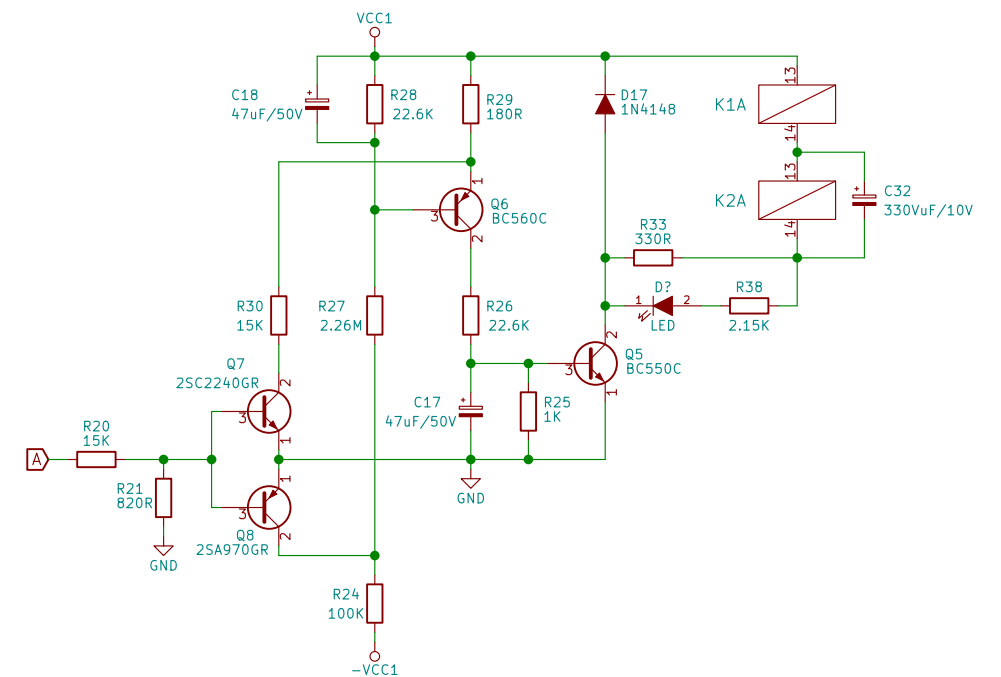 VCC1
C18
47uF/50V
R28
22.6K
R29
180R
D17
1N4148
K1A
13
14
K2A
13
14
C32
330VuF/10V
1
3
2
Q6
BC560C
R33
330R
D?
1
2
LED
R38
2.15K
R30
15K
R27
2.26M
R26
22.6K
2
3
1
Q5
BC550C
Q7
2SC2240GR
2
3
1
C17
47uF/50V
R25
1K
A
R20
15K
R21
820R
GND
1
3
2
Q8
2SA970GR
GND
R24
100K
-VCC1